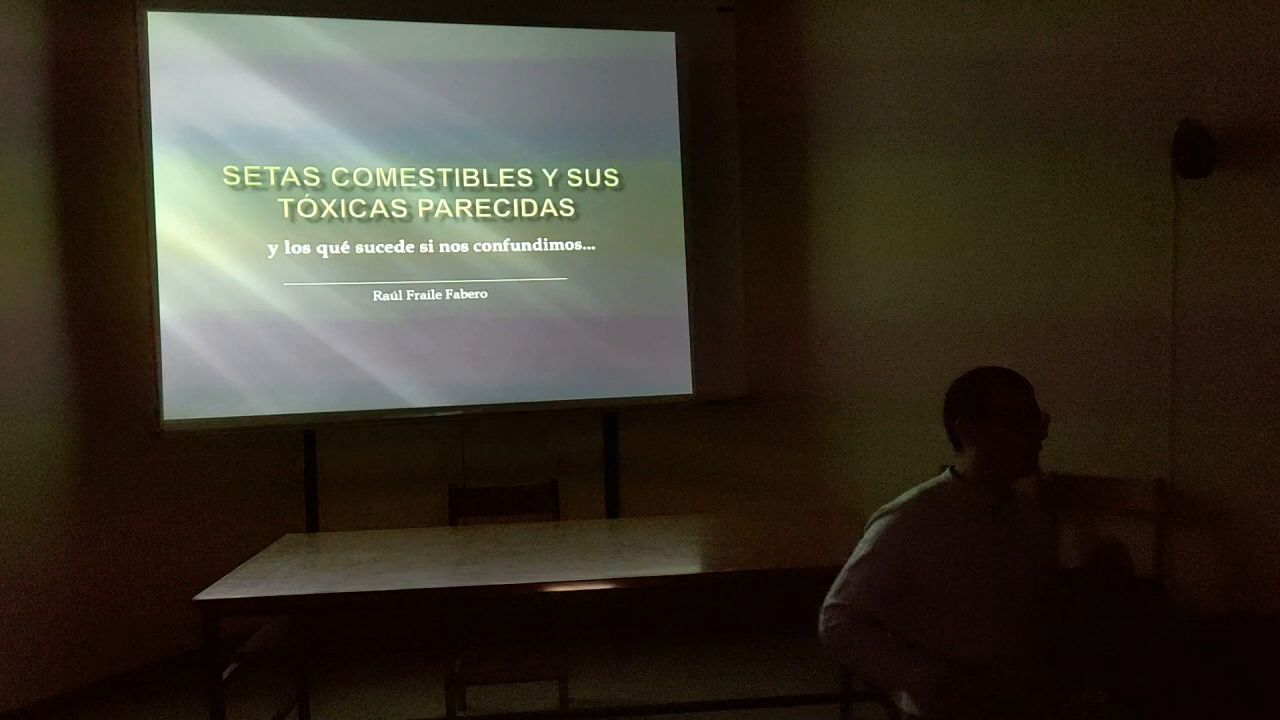 SETAS COMESTIBLES Y SUS
TÓXICAS PARECIDAS
y los qué sucede si nos confundimos...
Raúl Fraile Fabero